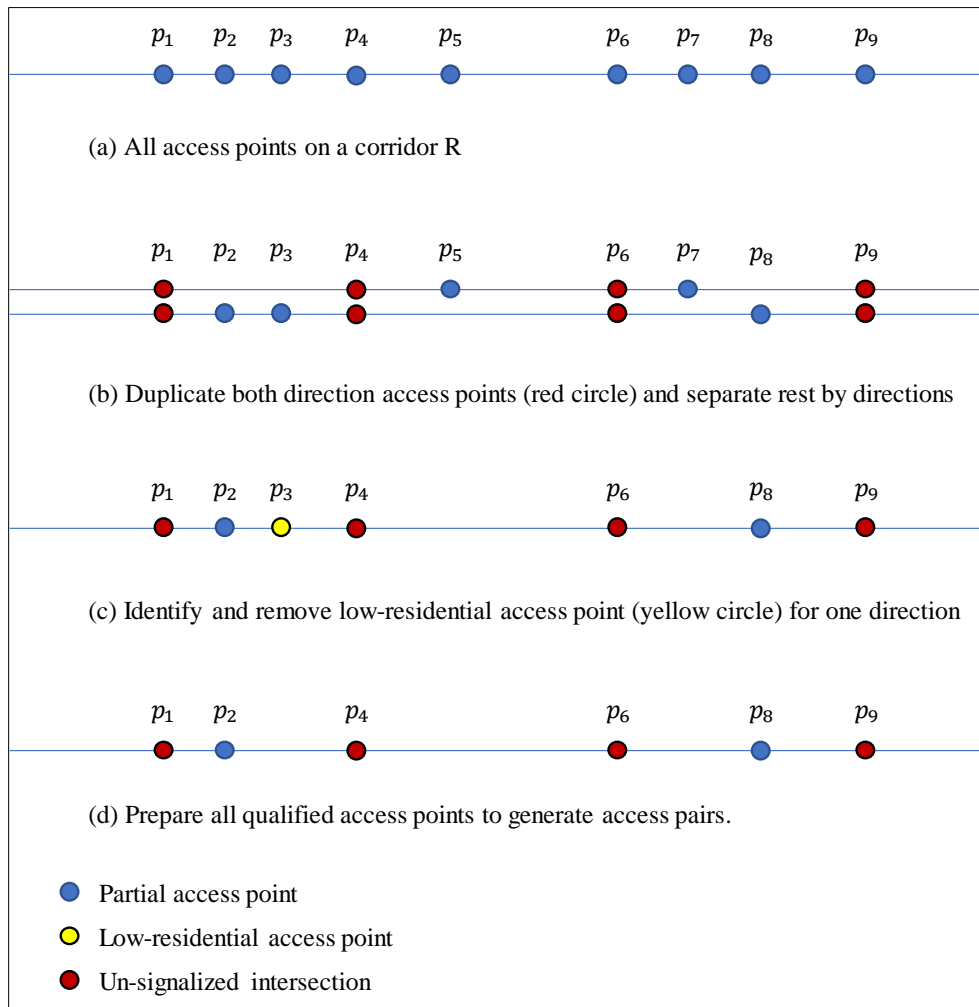 p₁ p₂ p₃ p₄ p₅ p₆ p₇ p₈ p₉
(a) All access points on a corridor R
p₁ p₂ p₃ p₄ p₅ p₆ p₇ p₈ p₉
(b) Duplicate both direction access points (red circle) and separate rest by directions
p₁ p₂ p₃ p₄ p₆ p₈ p₉
(c) Identify and remove low-residential access point (yellow circle) for one direction
p₁ p₂ p₄ p₆ p₈ p₉
(d) Prepare all qualified access points to generate access pairs.
Partial access point
Low-residential access point
Un-signalized intersection